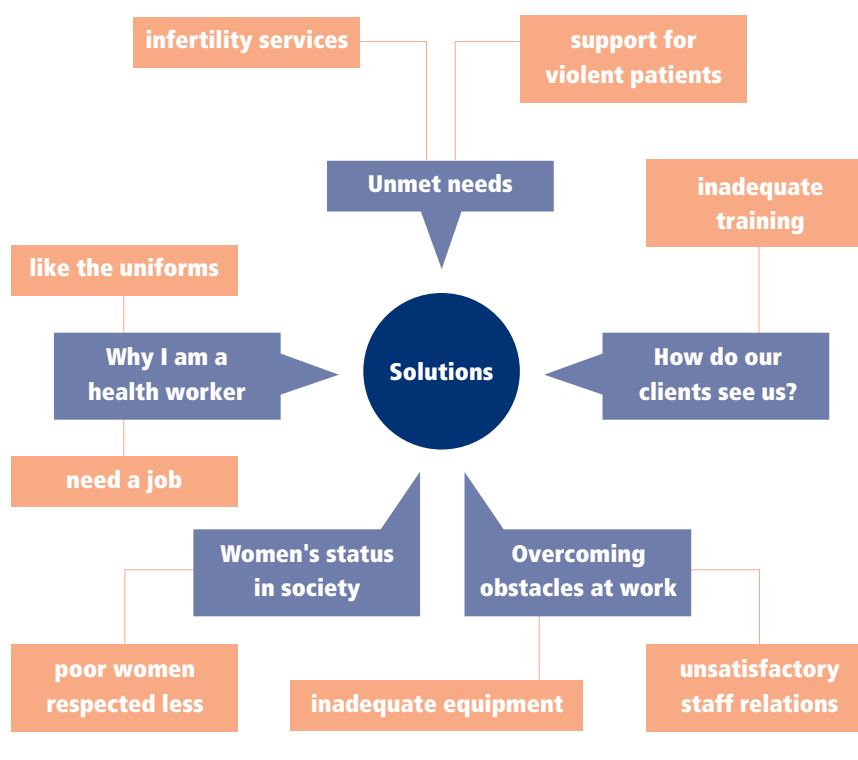 infertility services
support for
violent patients
Unmet needs
inadequate
training
like the uniforms
Why I am a
health worker
Solutions
How do our
clients see us?
need a job
Women's status
in society
Overcoming
obstacles at work
poor women
respected less
inadequate equipment
unsatisfactory
staff relations